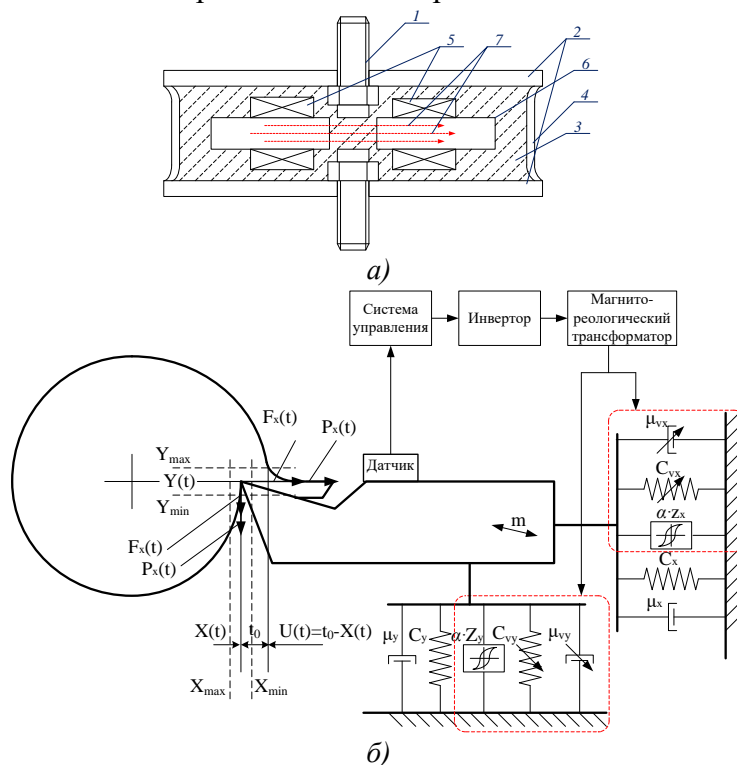 1
5
7
2
6
4
3
а)
Система
управления
Инвертор
Магнито-
реологический
трансформатор
Fx(t)
Px(t)
Датчик
Ymax
Y(t)
Ymin
Fx(t)
Px(t)
m
μvx
Cvx
α·zx
Cx
μx
X(t)
t0
U(t)=t0-X(t)
Xmax
Xmin
μy
Cy
α·Zy
Cvy
μvy
б)